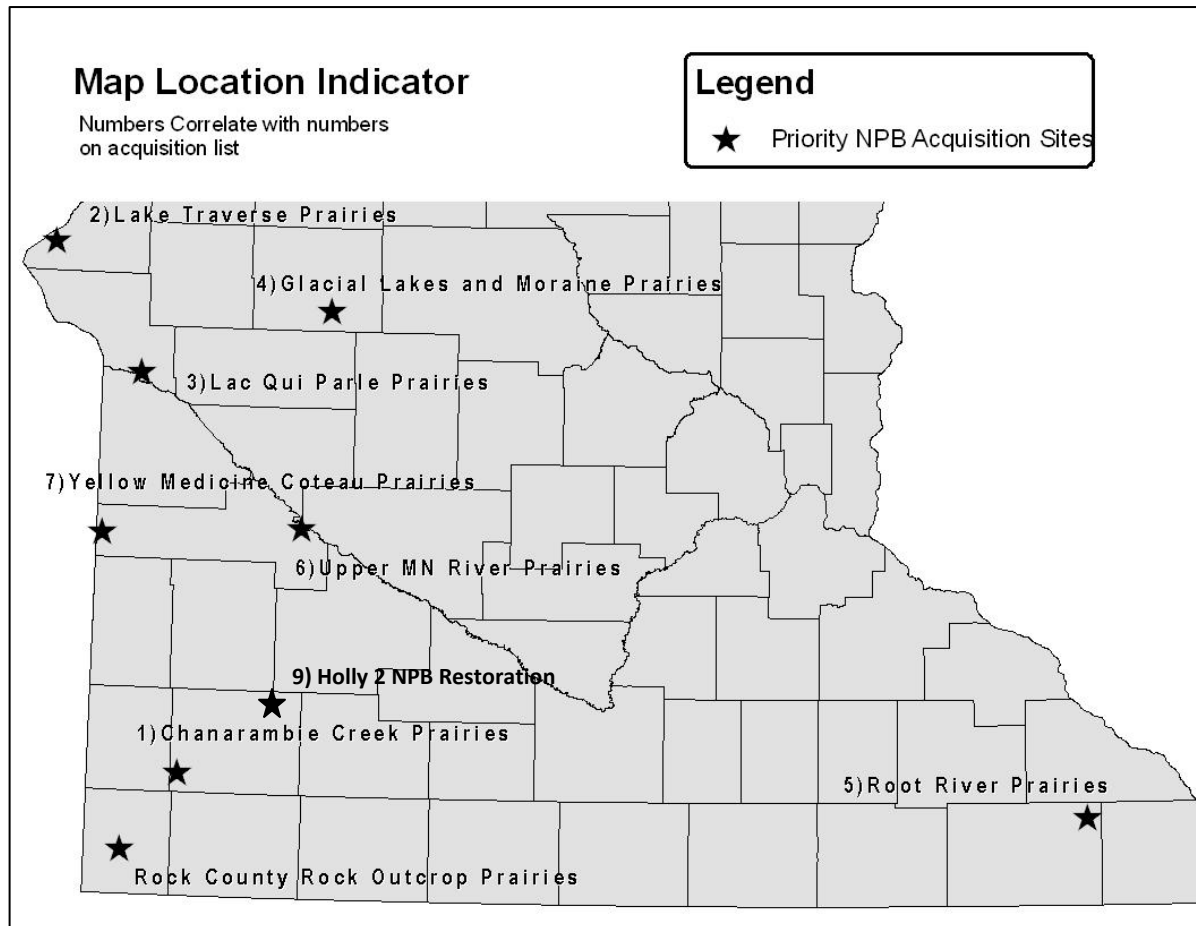 Map Location Indicator
Numbers Correlate with numbers
on acquisition list
Legend
Priority NPB Acquisition Sites
2)Lake Traverse Prairies
4)Glacial Lakes and Moraine Prairies
3)Lac Qui Parle Prairies
7)Yellow Medicine Coteau Prairies
6)Upper MN River Prairies
9) Holly 2 NPB Restoration
1)Chanarambie Creek Prairies
5)Root River Prairies
Rock County Rock Outcrop Prairies